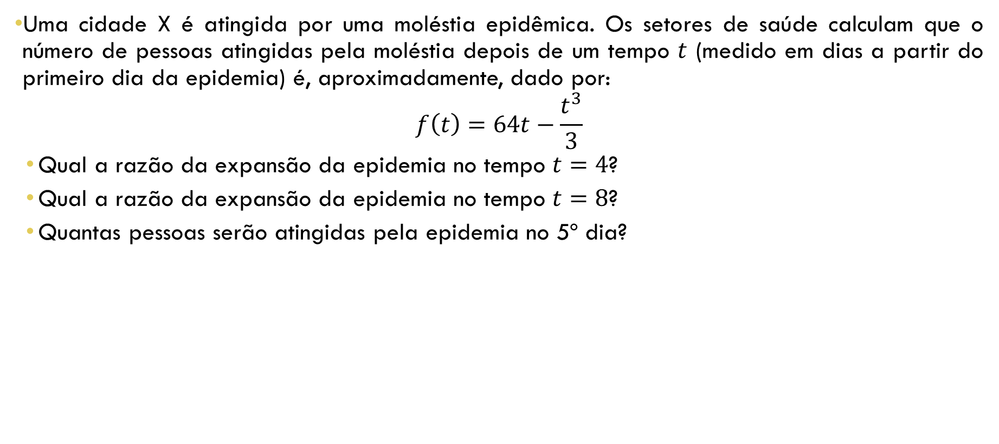 •Uma cidade X é atingida por uma moléstia epidêmica. Os setores de saúde calculam que o
número de pessoas atingidas pela moléstia depois de um tempo t (medido em dias a partir do
primeiro dia da epidemia) é, aproximadamente, dado por:
f(t) = 64t − t³/3
• Qual a razão da expansão da epidemia no tempo t = 4?
• Qual a razão da expansão da epidemia no tempo t = 8?
• Quantas pessoas serão atingidas pela epidemia no 5° dia?